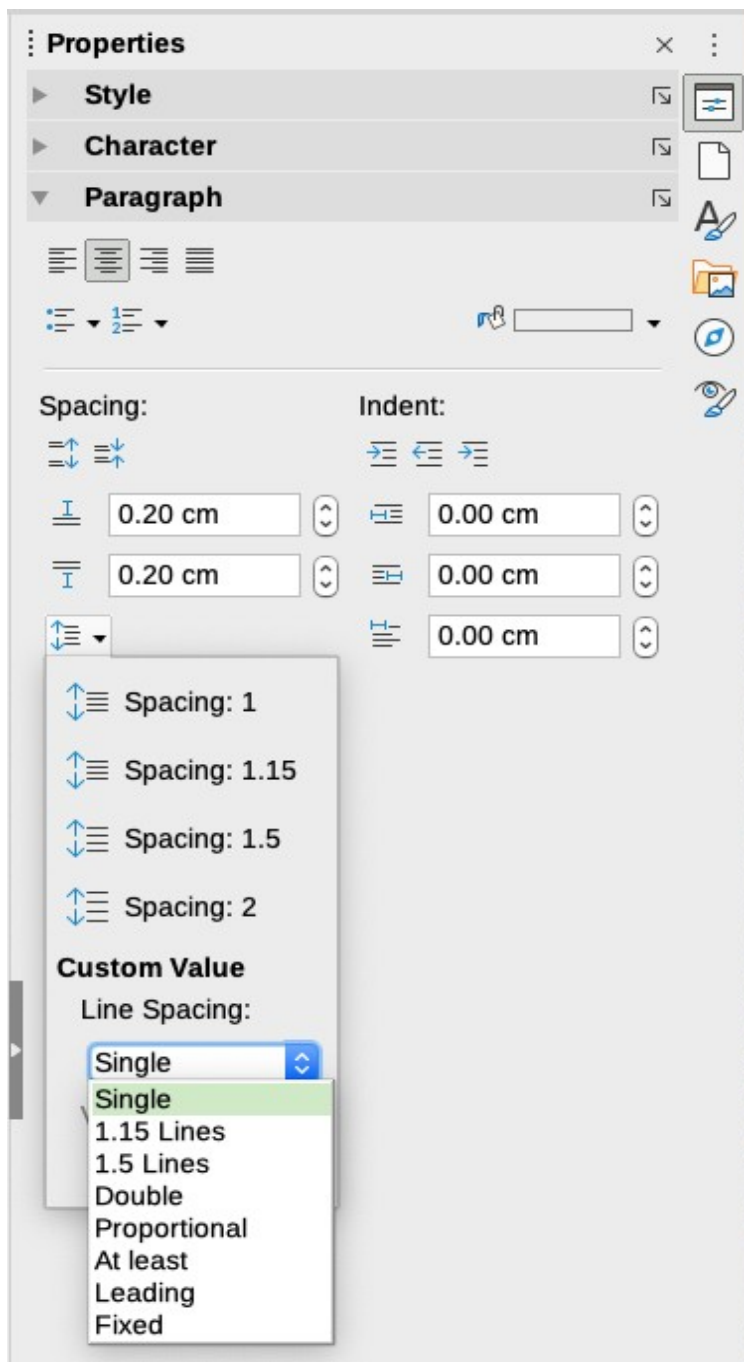 Properties
Style
Character
Paragraph
Spacing: Indent:
0.20 cm 0.00 cm
0.20 cm 0.00 cm
0.00 cm
Spacing: 1
Spacing: 1.15
Spacing: 1.5
Spacing: 2
Custom Value
Line Spacing:
Single
Single
1.15 Lines
1.5 Lines
Double
Proportional
At least
Leading
Fixed